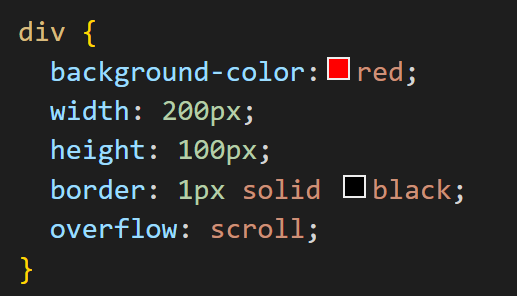 div {
  background-color: red;
  width: 200px;
  height: 100px;
  border: 1px solid black;
  overflow: scroll;
}